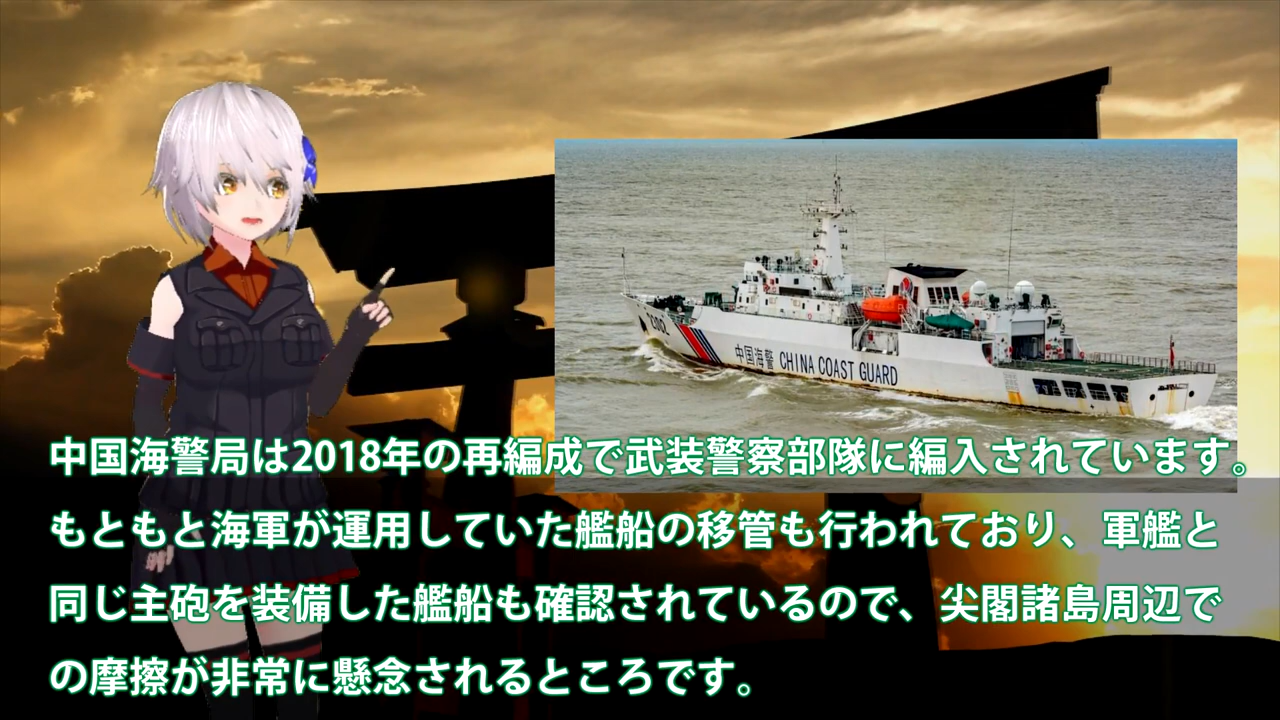 2302
中国海警 CHINA COAST GUARD
中国海警局は2018年の再編成で武装警察部隊に編入されています。
もともと海軍が運用していた艦船の移管も行われており、軍艦と
同じ主砲を装備した艦船も確認されているので、尖閣諸島周辺で
の摩擦が非常に懸念されるところです。